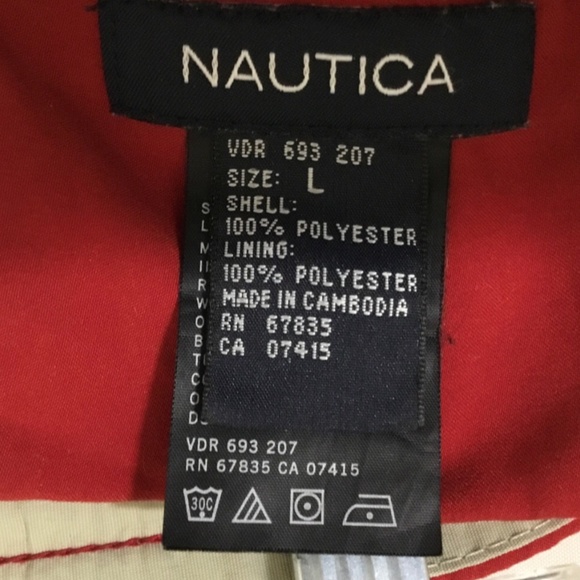 NAUTICA
VDR 693 207
SIZE: L
SHELL:
100% POLYESTER
LINING:
100% POLYESTER
MADE IN CAMBODIA
RN 67835
CA 07415
VDR 693 207
RN 67835 CA 07415
30C